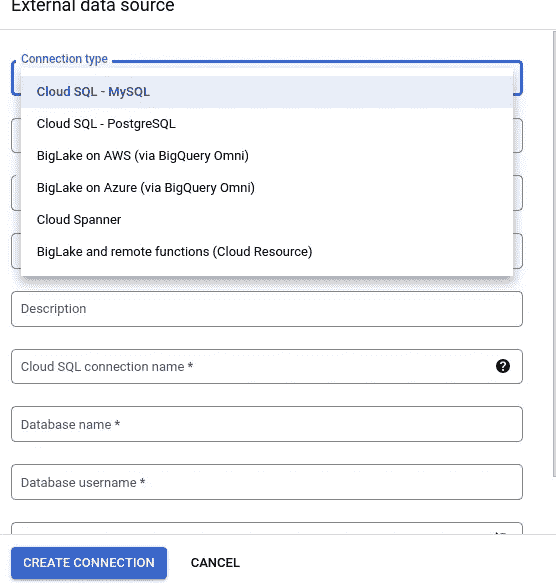 External data source
Connection type
Cloud SQL - MySQL
Cloud SQL - PostgreSQL
BigLake on AWS (via BigQuery Omni)
BigLake on Azure (via BigQuery Omni)
Cloud Spanner
BigLake and remote functions (Cloud Resource)
Description
Cloud SQL connection name *
?
Database name *
Database username *
CREATE CONNECTION
CANCEL